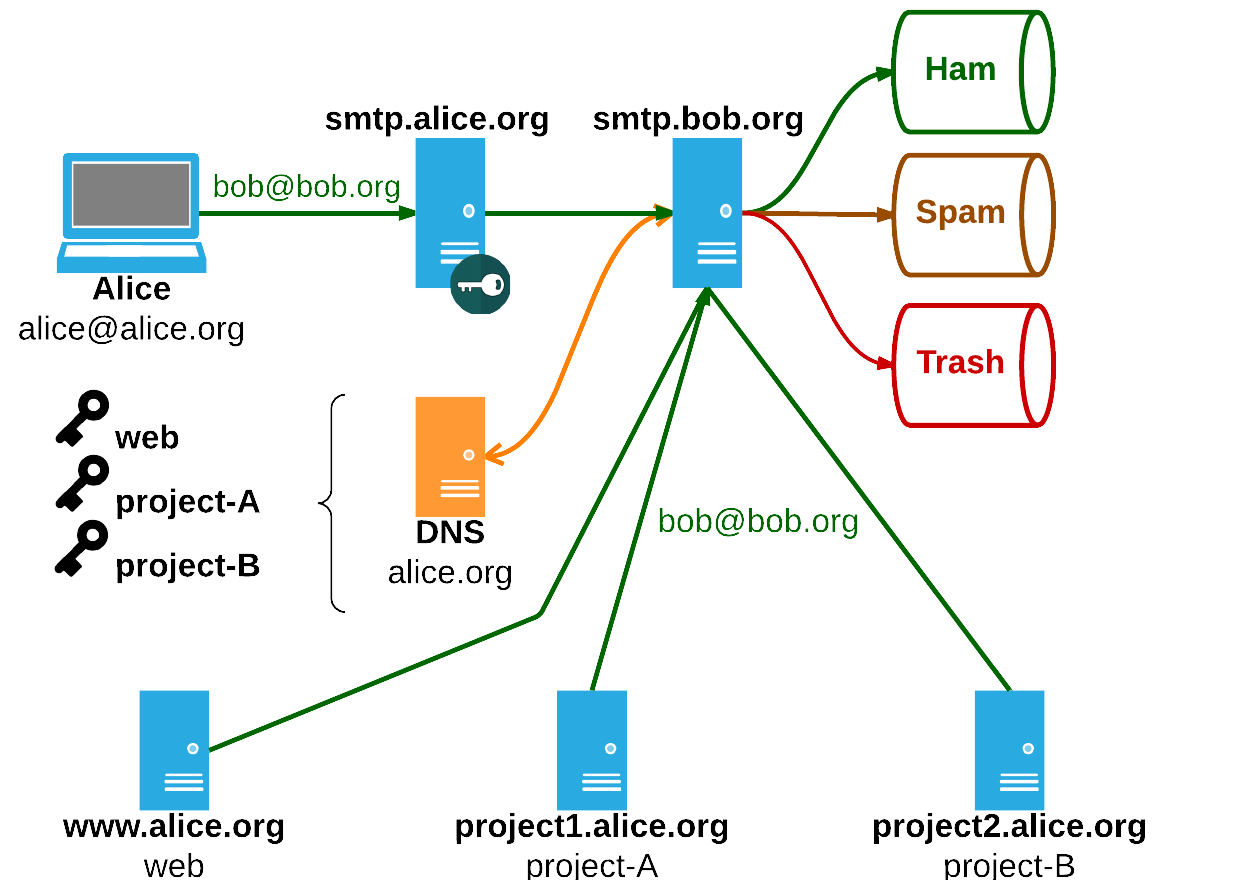 Ham
smtp.alice.org
smtp.bob.org
bob@bob.org
Spam
Alice
alice@alice.org
Trash
web
project-A
project-B
DNS
alice.org
bob@bob.org
www.alice.org
web
project1.alice.org
project-A
project2.alice.org
project-B